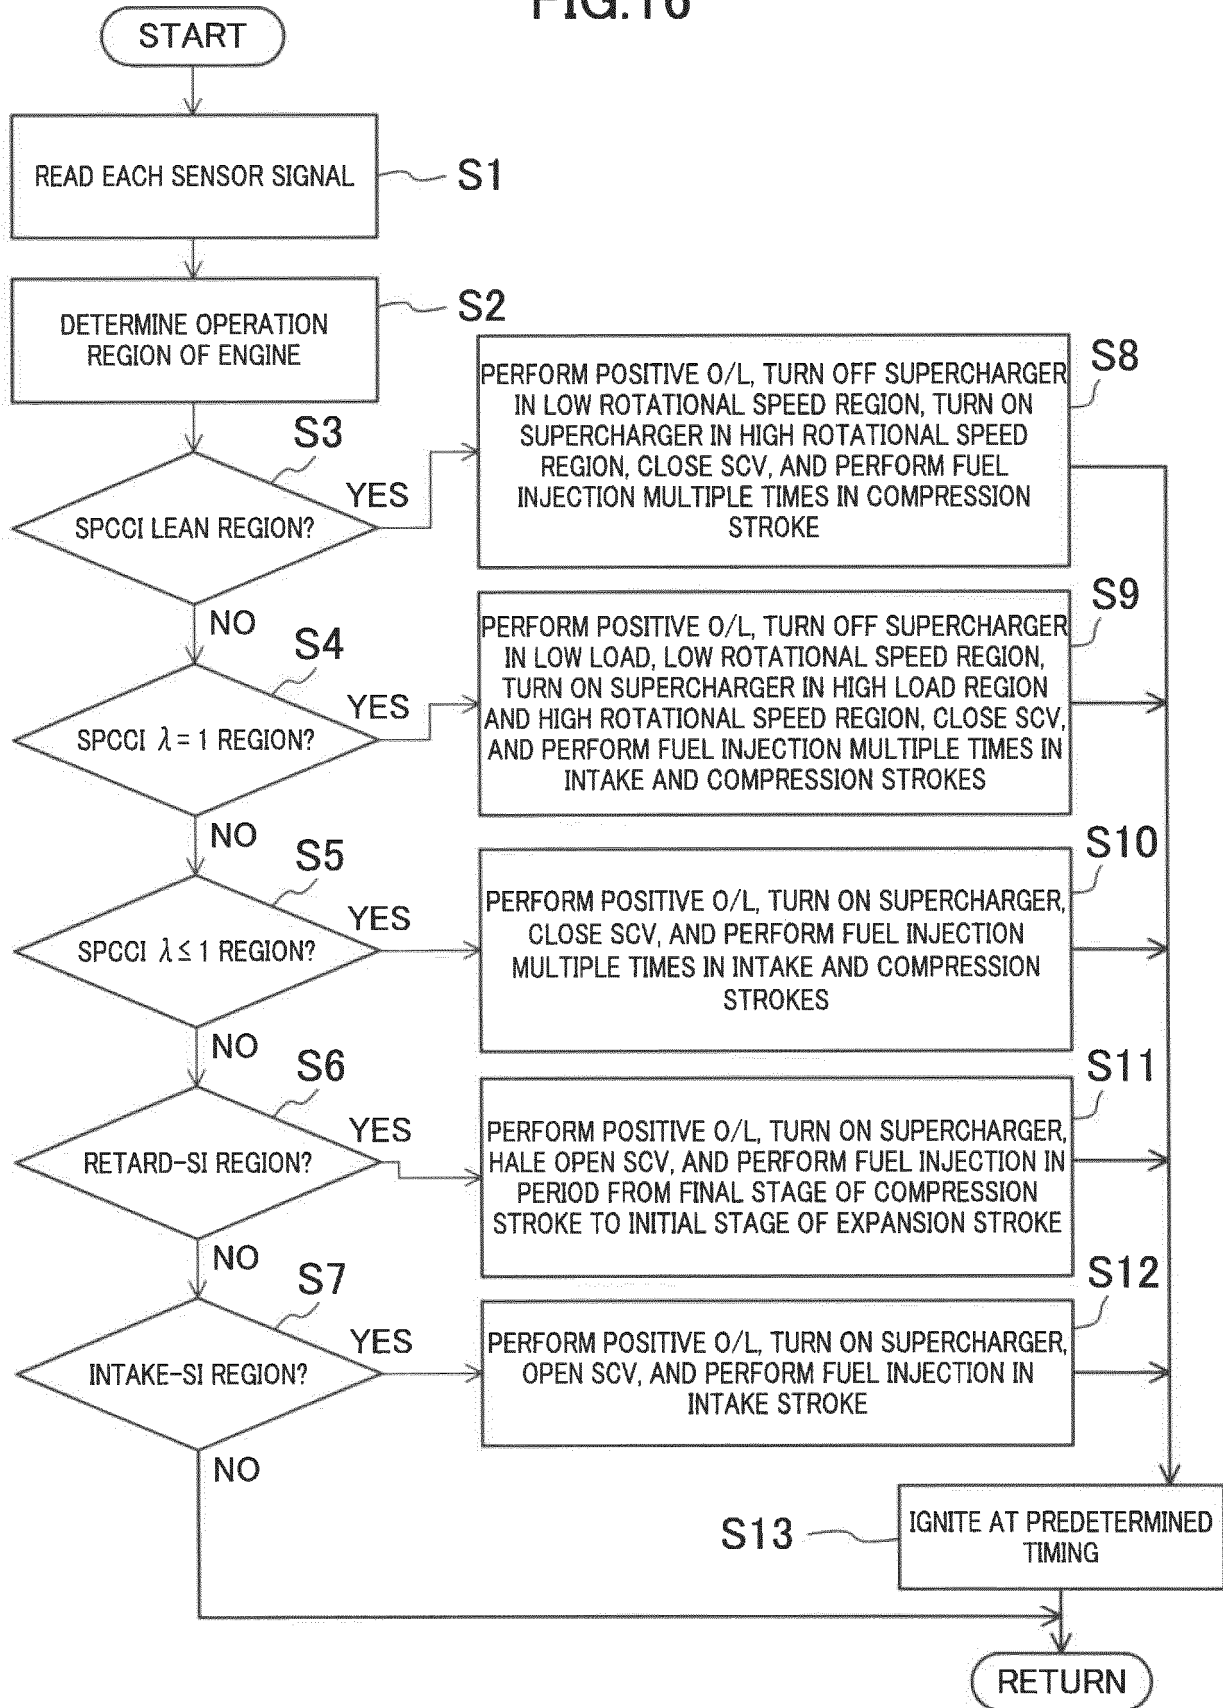 FIG.16
START
READ EACH SENSOR SIGNAL
S1
DETERMINE OPERATION
REGION OF ENGINE
S2
SPCCI LEAN REGION?
S3
YES
NO
PERFORM POSITIVE O/L, TURN OFF SUPERCHARGER
IN LOW ROTATIONAL SPEED REGION, TURN ON
SUPERCHARGER IN HIGH ROTATIONAL SPEED
REGION, CLOSE SCV, AND PERFORM FUEL
INJECTION MULTIPLE TIMES IN COMPRESSION
STROKE
S8
SPCCI λ = 1 REGION?
S4
YES
NO
PERFORM POSITIVE O/L, TURN OFF SUPERCHARGER
IN LOW LOAD, LOW ROTATIONAL SPEED REGION,
TURN ON SUPERCHARGER IN HIGH LOAD REGION
AND HIGH ROTATIONAL SPEED REGION, CLOSE SCV,
AND PERFORM FUEL INJECTION MULTIPLE TIMES IN
INTAKE AND COMPRESSION STROKES
S9
SPCCI λ ≤ 1 REGION?
S5
YES
NO
PERFORM POSITIVE O/L, TURN ON SUPERCHARGER,
CLOSE SCV, AND PERFORM FUEL INJECTION
MULTIPLE TIMES IN INTAKE AND COMPRESSION
STROKES
S10
RETARD-SI REGION?
S6
YES
NO
PERFORM POSITIVE O/L, TURN ON SUPERCHARGER,
HALE OPEN SCV, AND PERFORM FUEL INJECTION IN
PERIOD FROM FINAL STAGE OF COMPRESSION
STROKE TO INITIAL STAGE OF EXPANSION STROKE
S11
INTAKE-SI REGION?
S7
YES
NO
PERFORM POSITIVE O/L, TURN ON SUPERCHARGER,
OPEN SCV, AND PERFORM FUEL INJECTION IN
INTAKE STROKE
S12
S13
IGNITE AT PREDETERMINED
TIMING
RETURN